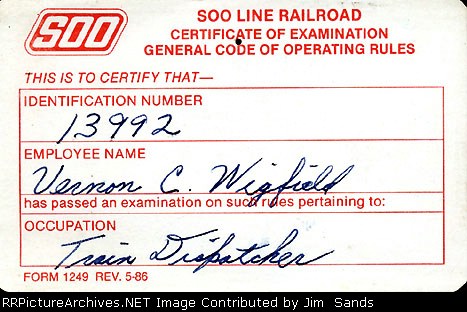 SOO
SOO LINE RAILROAD
CERTIFICATE OF EXAMINATION
GENERAL CODE OF OPERATING RULES
THIS IS TO CERTIFY THAT—
IDENTIFICATION NUMBER
13992
EMPLOYEE NAME
Vernon C. Wigfield
has passed an examination on such rules pertaining to:
OCCUPATION
Train Dispatcher
FORM 1249 REV. 5-86
RRPictureArchives.NET Image Contributed by Jim Sands